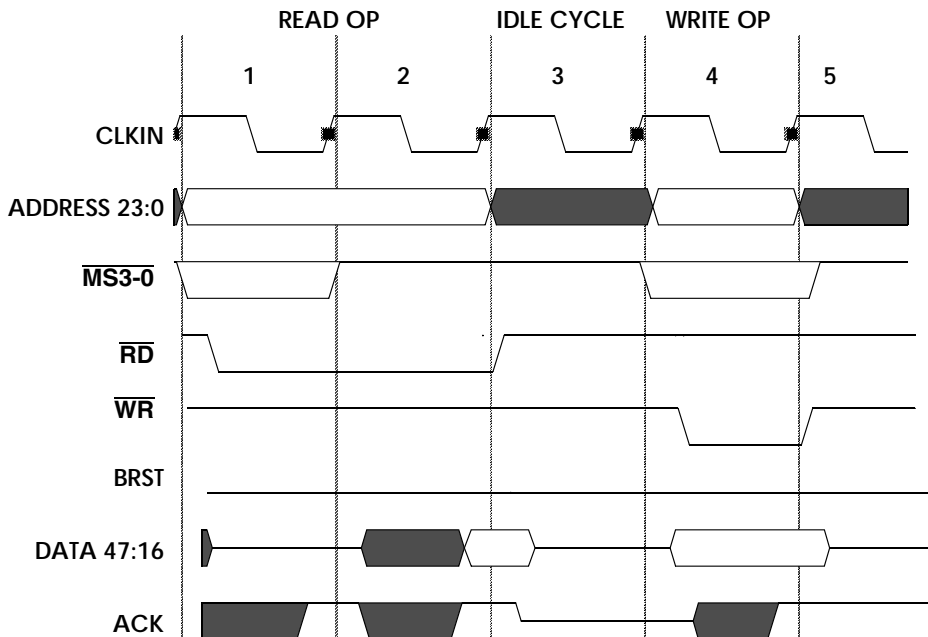 READ OP IDLE CYCLE WRITE OP
1 2 3 4 5
CLKIN
ADDRESS 23:0
MS3-0
RD
WR
BRST
DATA 47:16
ACK